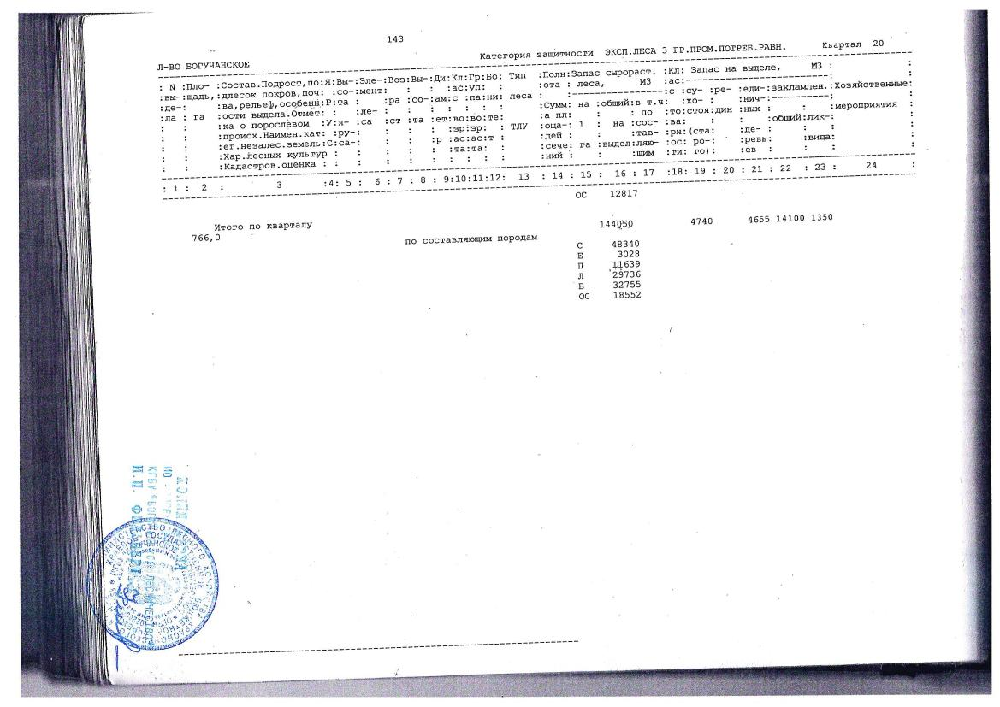 143
Л-ВО БОГУЧАНСКОЕ Категория защитности ЭКСП.ЛЕСА 3 ГР.ПРОМ.ПОТРЕБ.РАВН. Квартал 20
: N :Пло- :Состав.Подрост,по:Я:Вы-:Эле-:Воз:Вы-:Ди:Кл:Гр:Во: Тип :Полн:Запас сырораст. :Кл: Запас на выделе, М3 : :
:вы-:щадь,:длесок покров,поч: :со-:мент: : :ас:уп: : леса :ота : леса, М3 :ас:-----------------------------: :
:де-: :ва,рельеф,особенн:Р:та : :ра :со-:ам:с :па:ни: : :---------------------:с :су- :ре- :еди-:захламлен.:Хозяйственные:
:ла : га :ости выдела.Отмет: : :ле- : : : : : : : :Сумм: на :общий:в т.ч: :хо- : :нич-:----------: :
: : :ка о порослевом :У:я- :са :ст :та :ет:во:во:те: :а пл: : : по :то:стоя:дин :ных : : :мероприятия :
: : :происх.Наимен.кат: :ру-: : : : :зр:зр: : ТЛУ :оща-: 1 : на :сос- :ва: : : :общий:лик-: :
: : :ег.незалес.земель:С:са-: : : :р :ас:ас:т : :дей : : :тав- :рн:(ста: :де- : : : :
: : :Хар.лесных культур : : : : : : :та:та: : :сече: га :выдел:ляю- :ос: ро-: :ревь: :вида: :
: : :Кадастров.оценка : : : : : : : : : : :ний : : :щим :ти: го): :ев : : : :
: 1 : 2 : 3 :4: 5 : 6 : 7 : 8 : 9:10:11:12: 13 : 14 : 15 : 16 : 17 :18: 19 : 20 : 21 : 22 : 23 : 24 :
ОС 12817
Итого по кварталу 144050 4740 4655 14100 1350
766,0 по составляющим породам
С 48340
Е 3028
П 11639
Л 29736
Б 32755
ОС 18552